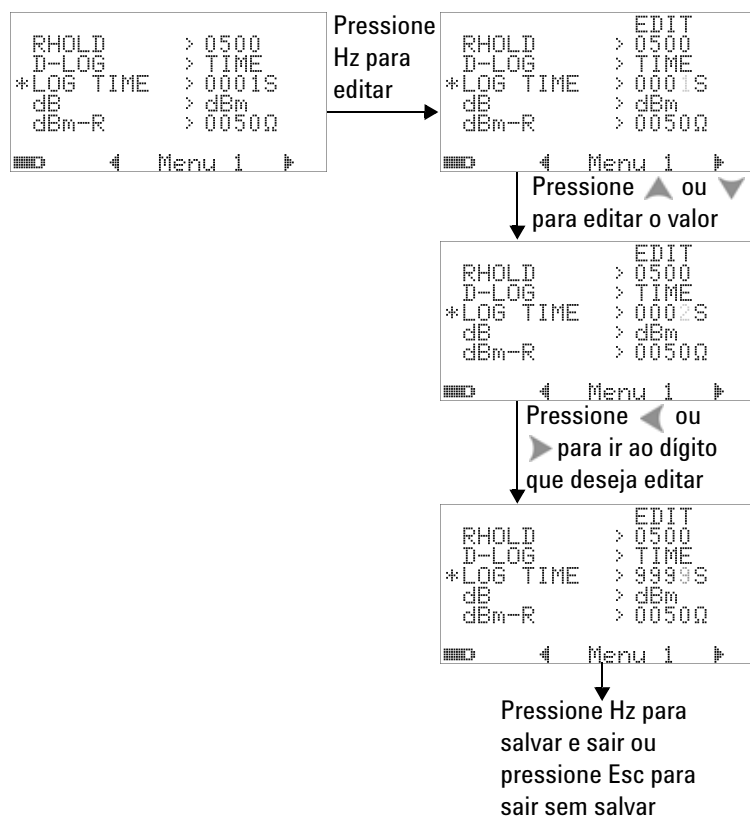 RHOLD > 0500
D-LOG > TIME
*LOG TIME > 0001S
dB > dBm
dBm-R > 0050Ω
Menu 1
Pressione
Hz para
editar
EDIT
RHOLD > 0500
D-LOG > TIME
*LOG TIME > 0001S
dB > dBm
dBm-R > 0050Ω
Menu 1
Pressione ou
para editar o valor
EDIT
RHOLD > 0500
D-LOG > TIME
*LOG TIME > 0002S
dB > dBm
dBm-R > 0050Ω
Menu 1
Pressione ou
para ir ao dígito
que deseja editar
EDIT
RHOLD > 0500
D-LOG > TIME
*LOG TIME > 9999S
dB > dBm
dBm-R > 0050Ω
Menu 1
Pressione Hz para
salvar e sair ou
pressione Esc para
sair sem salvar